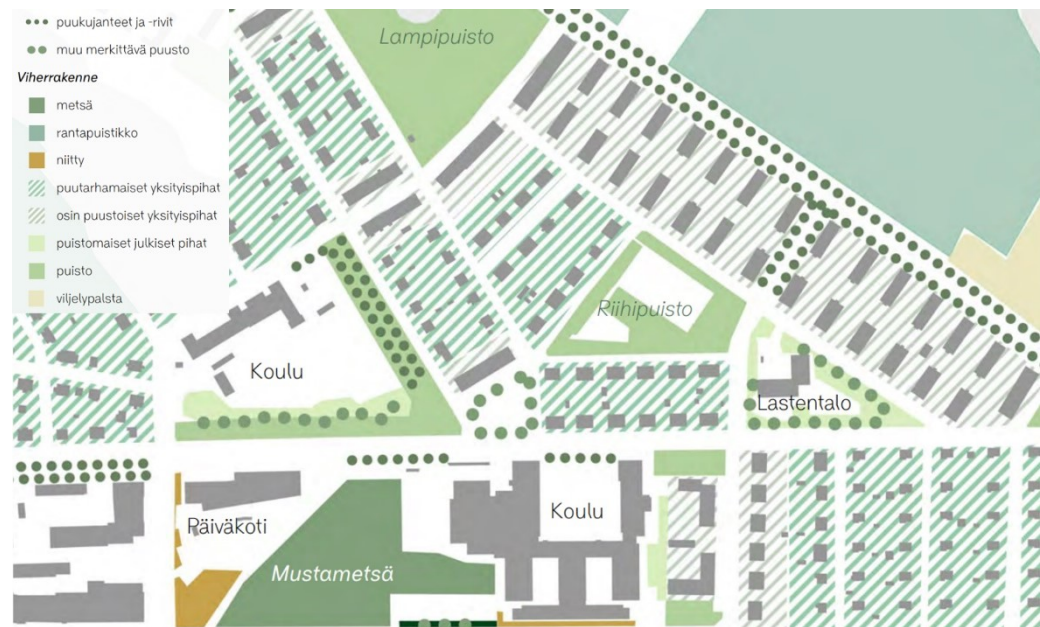 puukujanteet ja -rivit
muu merkittävä puusto
Viherrakenne
metsä
rantapuistikko
niitty
puutarhamaiset yksityispihat
osin puustoiset yksityispihat
puistomaiset julkiset pihat
puisto
viljelypalsta
Lampipuisto
Riihipuisto
Koulu
Lastentalo
Päiväkoti
Koulu
Mustametsä